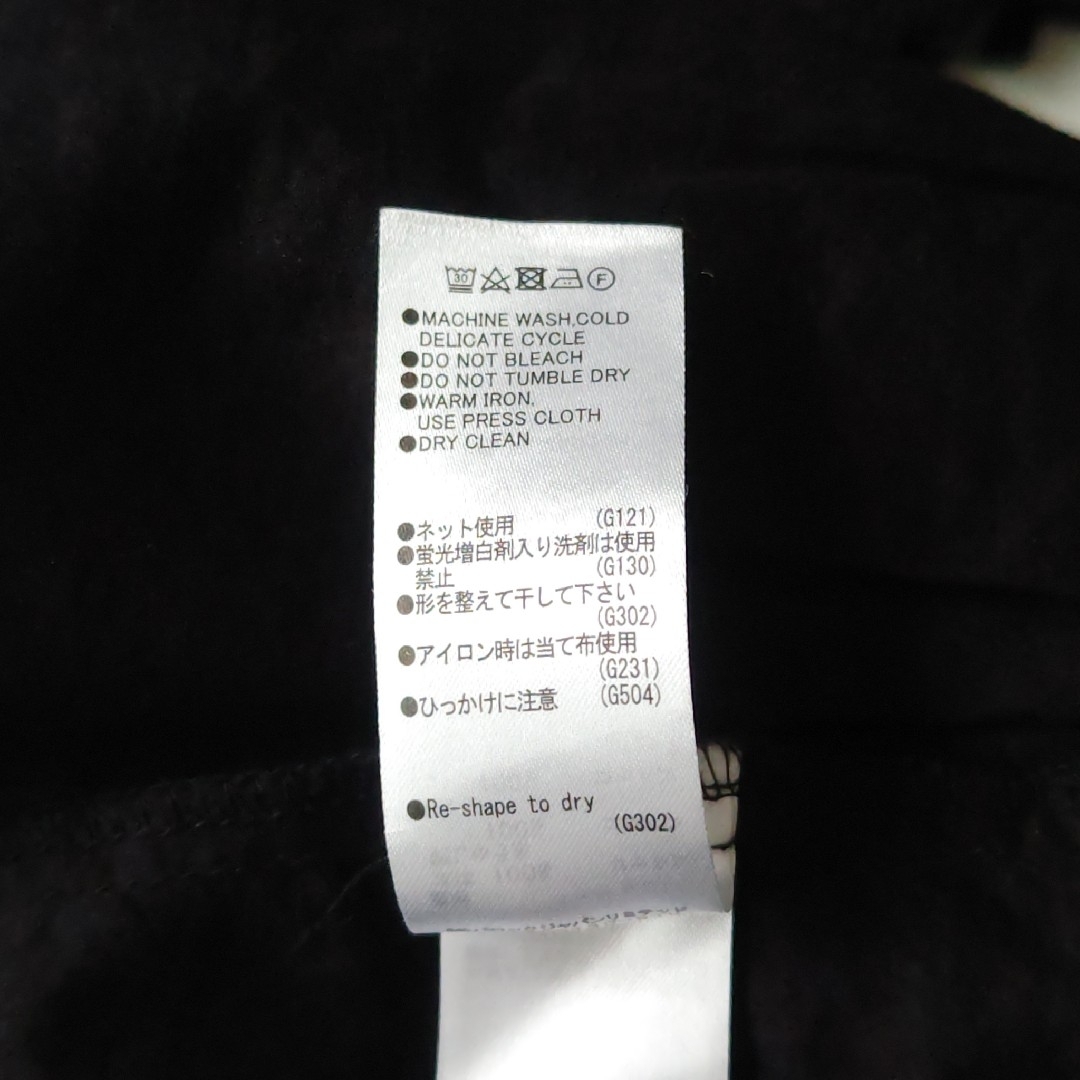 30 F
●MACHINE WASH,COLD
DELICATE CYCLE
●DO NOT BLEACH
●DO NOT TUMBLE DRY
●WARM IRON,
USE PRESS CLOTH
●DRY CLEAN
●ネット使用 (G121)
●蛍光増白剤入り洗剤は使用
禁止 (G130)
●形を整えて干して下さい
(G302)
●アイロン時は当て布使用
(G231)
●ひっかけに注意 (G504)
●Re-shape to dry
(G302)